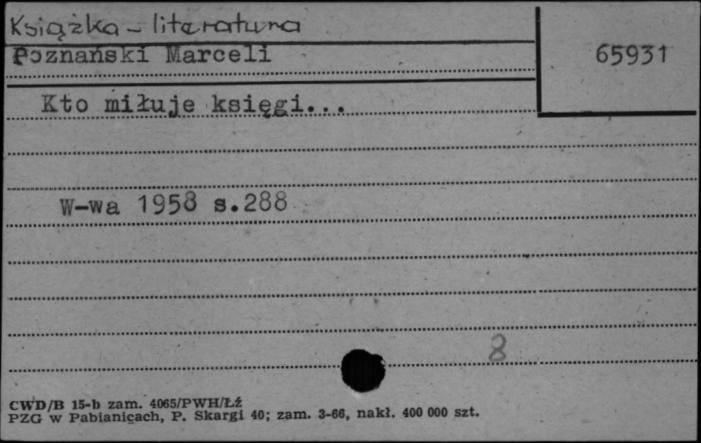 Książka - literatura
Poznański Marceli
65931
Kto miłuje księgi...
W-wa 1958 s.288
8
CWD/B 15-b zam. 4065/PWH/Łź
PZG w Pabianicach, P. Skargi 40; zam. 3-66, nakł. 400 000 szt.